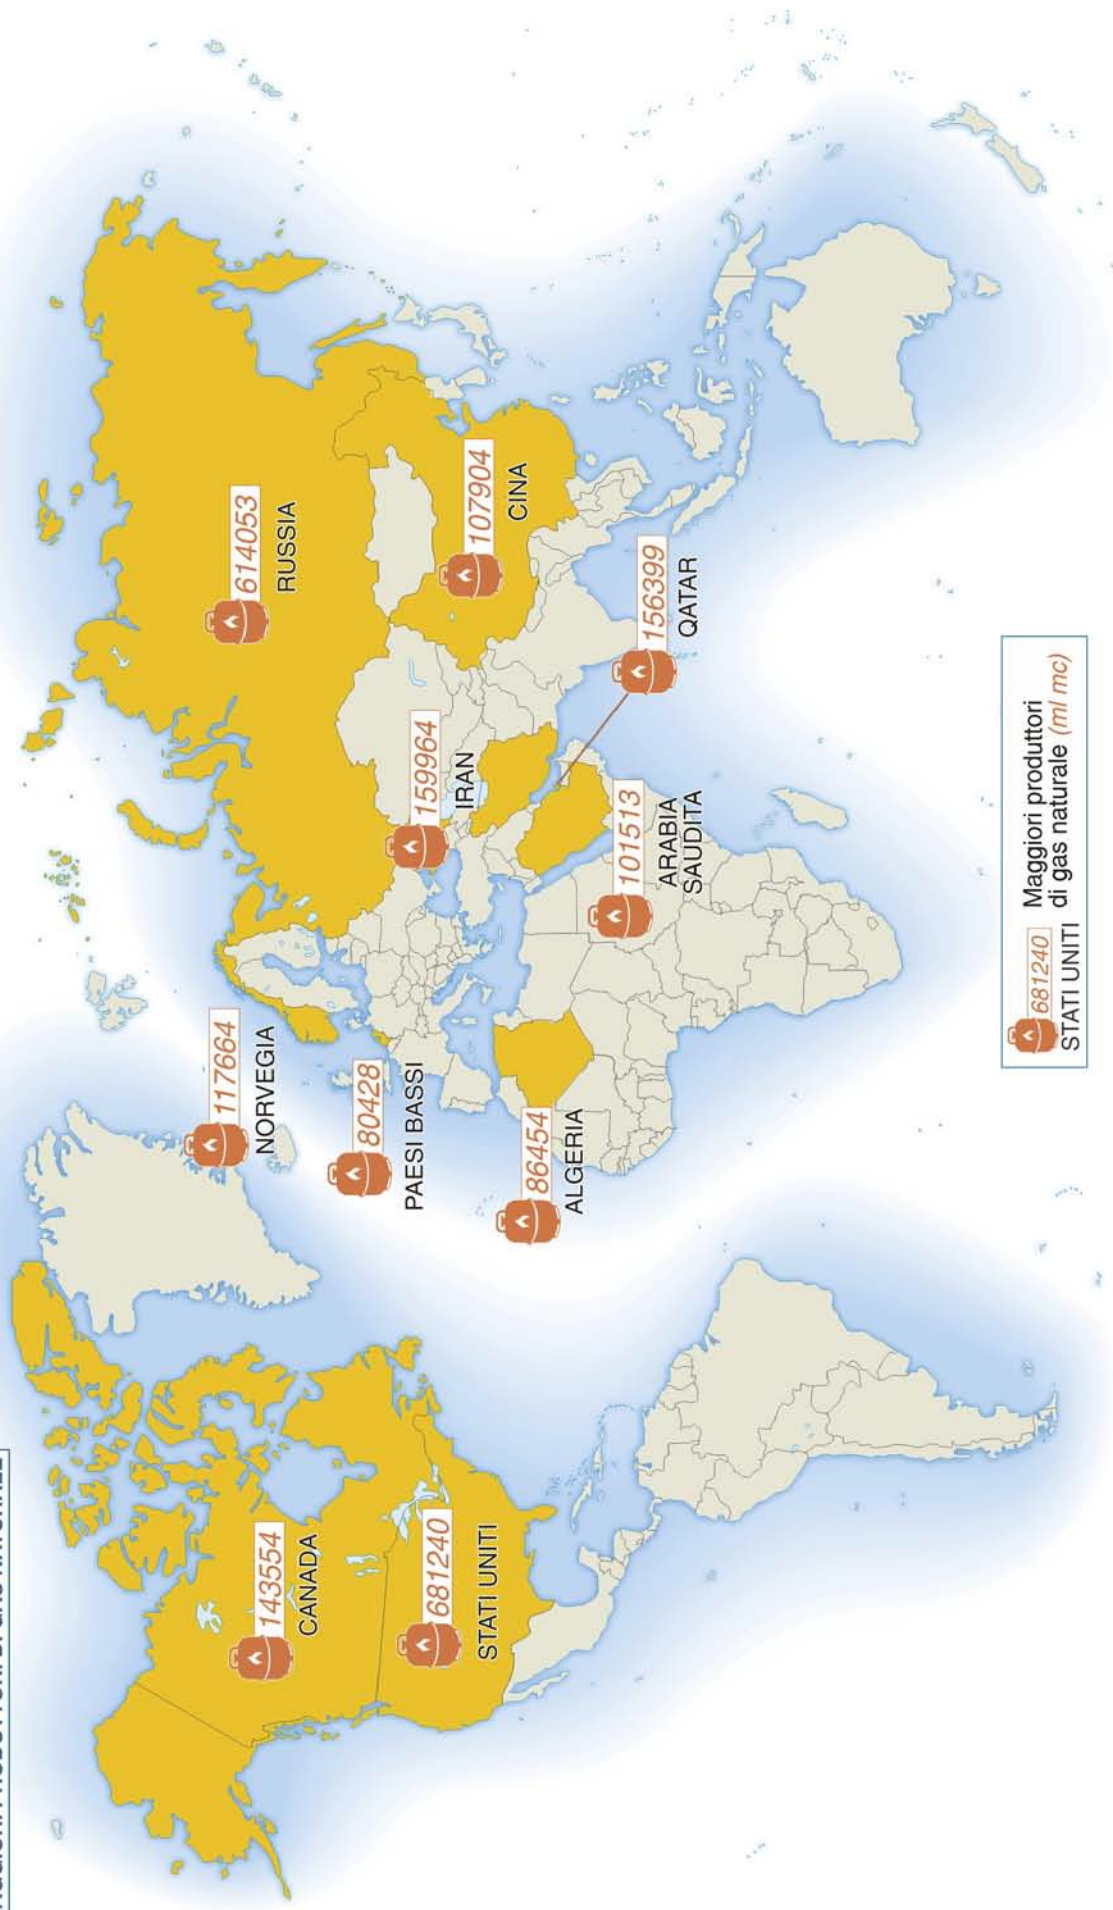 143554
CANADA
681240
STATI UNITI
117664
NORVEGIA
80428
PAESI BASSI
86454
ALGERIA
614053
RUSSIA
159964
IRAN
107904
CINA
101513
ARABIA
SAUDITA
156399
QATAR
681240
STATI UNITI
Maggiori produttori
di gas naturale (ml mc)